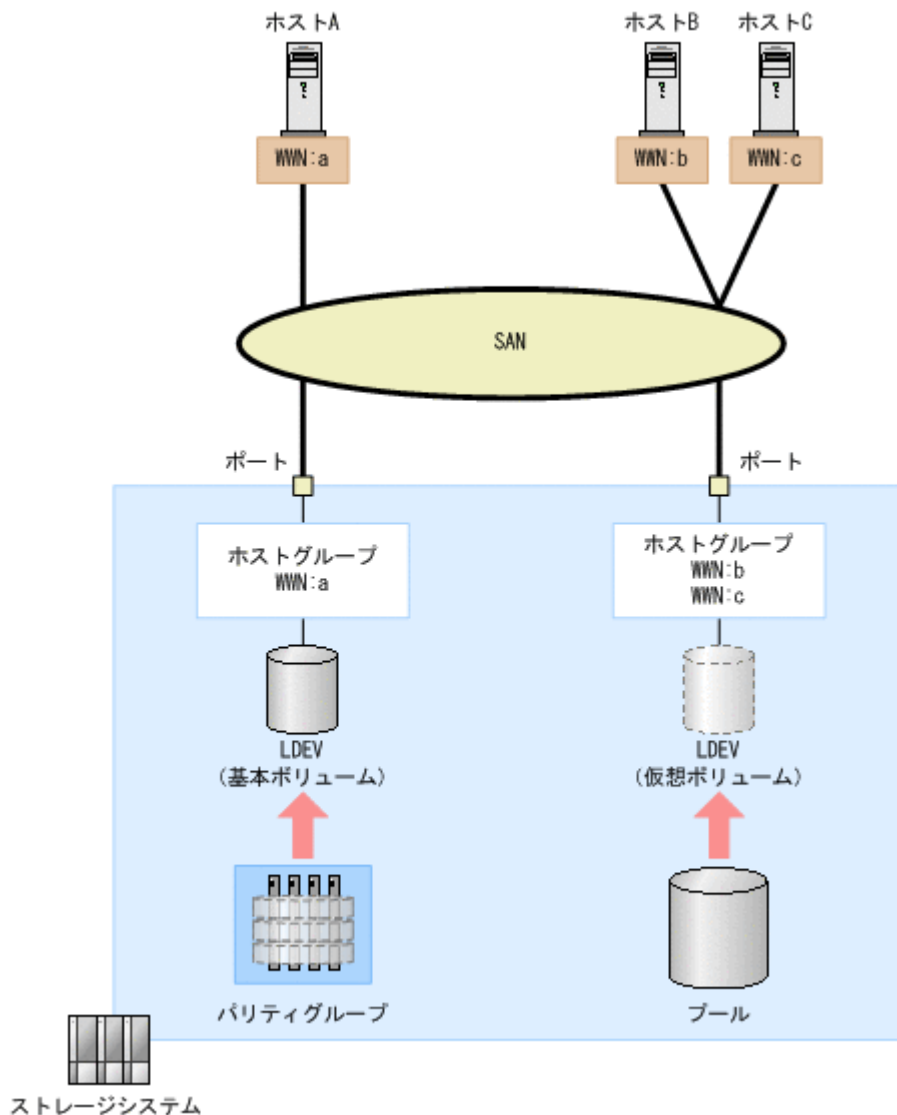 ホストA
ホストB
ホストC
WWN:a
WWN:b
WWN:c
SAN
ポート
ポート
ホストグループ
WWN:a
ホストグループ
WWN:b
WWN:c
LDEV
(基本ボリューム)
LDEV
(仮想ボリューム)
パリティグループ
プール
ストレージシステム